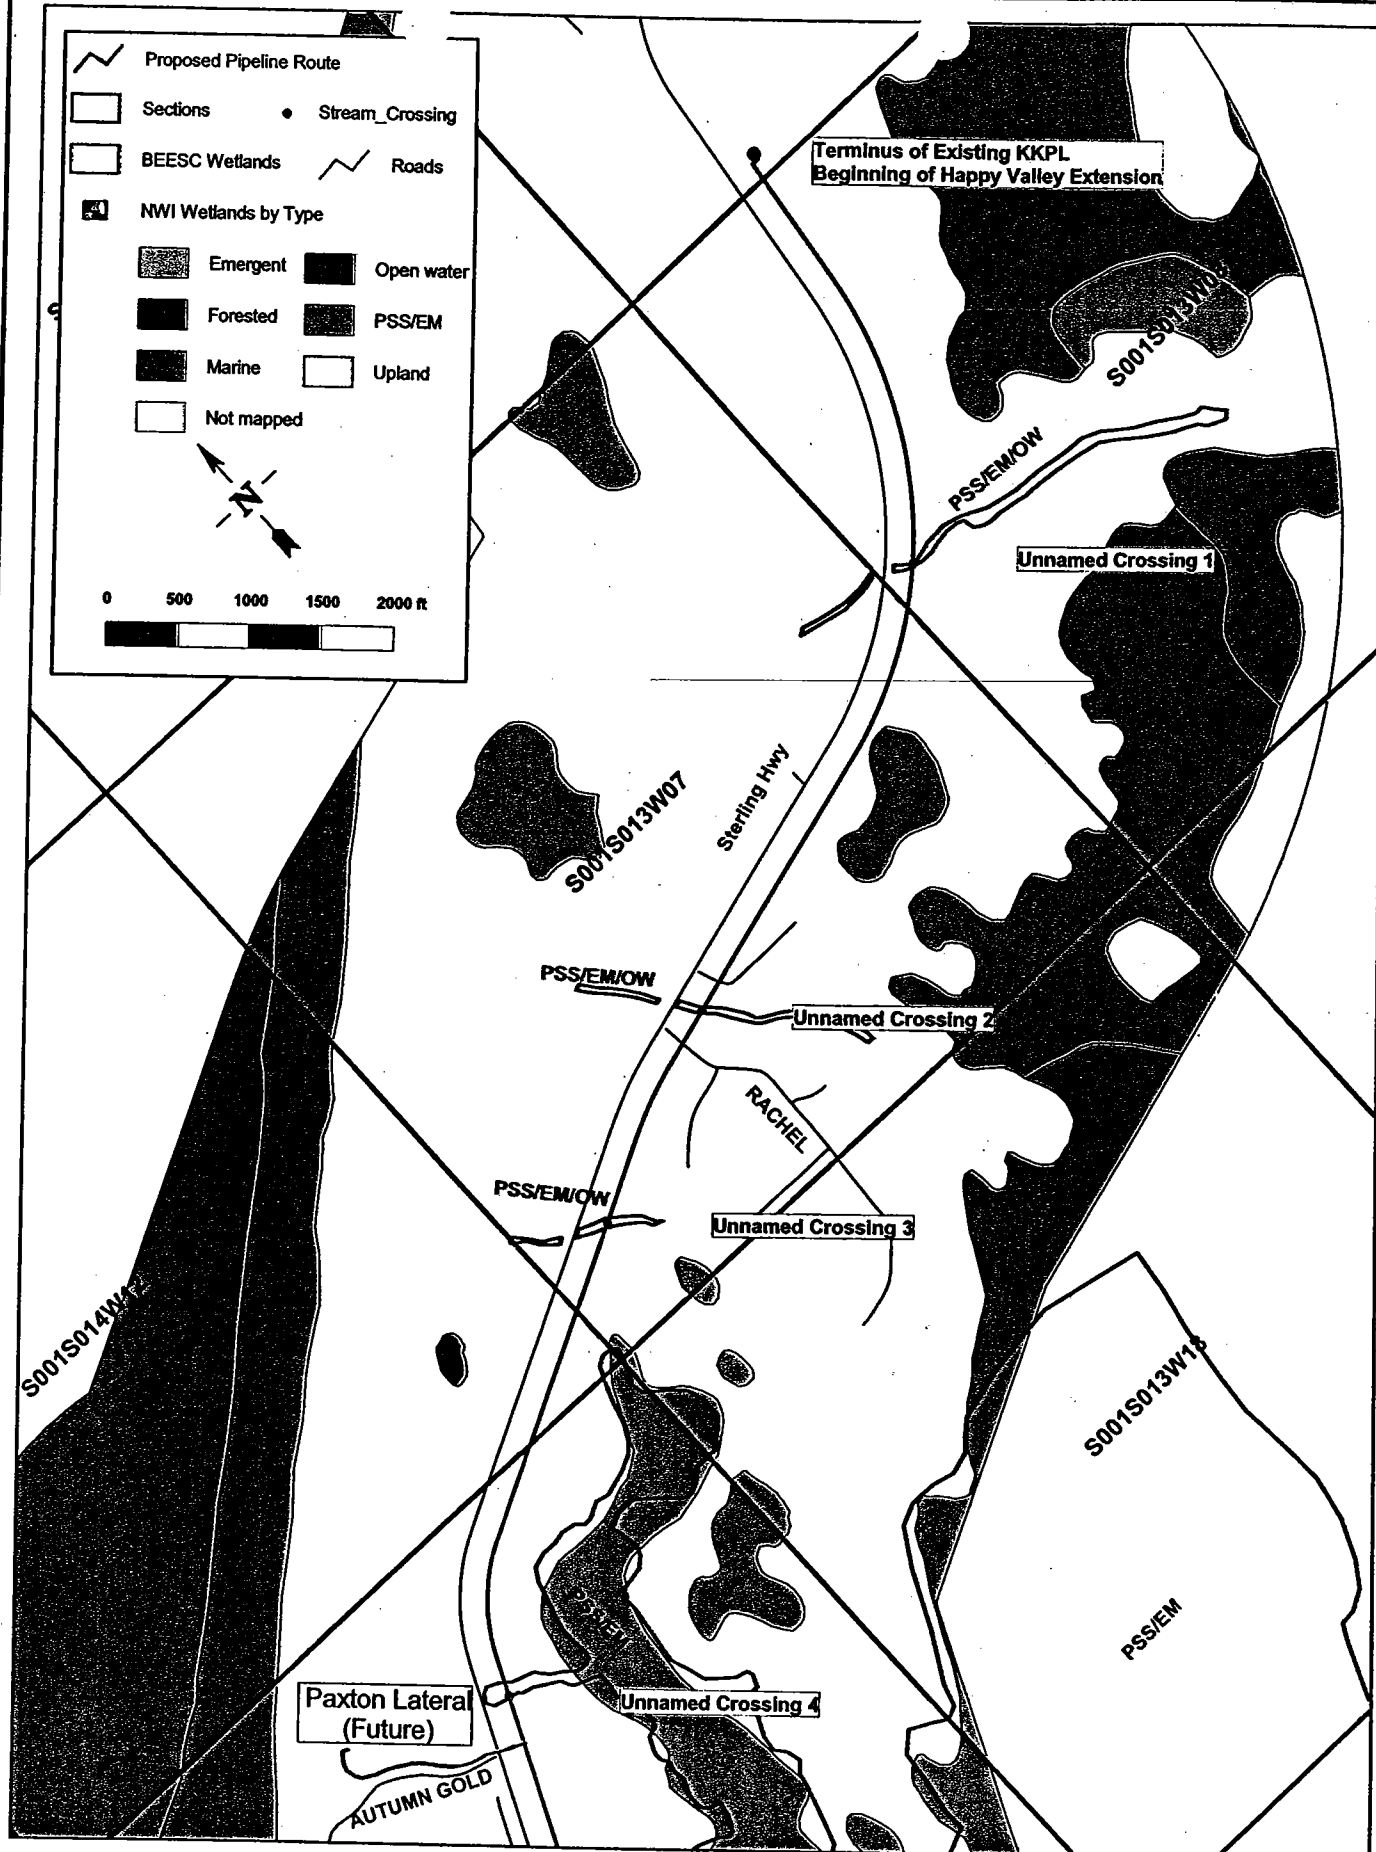 Proposed Pipeline Route
Sections
Stream_Crossing
BEESC Wetlands
Roads
NWI Wetlands by Type
Emergent
Open water
Forested
PSS/EM
Marine
Upland
Not mapped
N
0 500 1000 1500 2000 ft
Terminus of Existing KKPL
Beginning of Happy Valley Extension
PSS/EM/OW
Unnamed Crossing 1
Sterling Hwy
S001S013W07
PSS/EM/OW
Unnamed Crossing 2
RACHEL
PSS/EM/OW
Unnamed Crossing 3
S001S013W18
PSS/EM
PSS/EM
Unnamed Crossing 4
Paxton Lateral
(Future)
AUTUMN GOLD